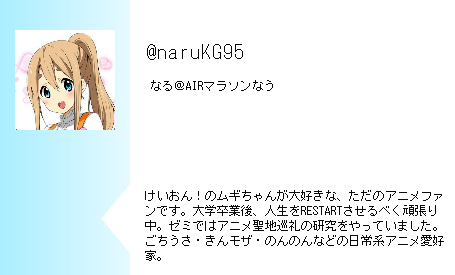 @naruKG95
なる＠AIRマラソンなう
けいおん！のムギちゃんが大好きな、ただのアニメファ
ンです。大学卒業後、人生をRESTARTさせるべく頑張り
中。ゼミではアニメ聖地巡礼の研究をやっていました。
ごちうさ・きんモザ・のんのんなどの日常系アニメ愛好
家。